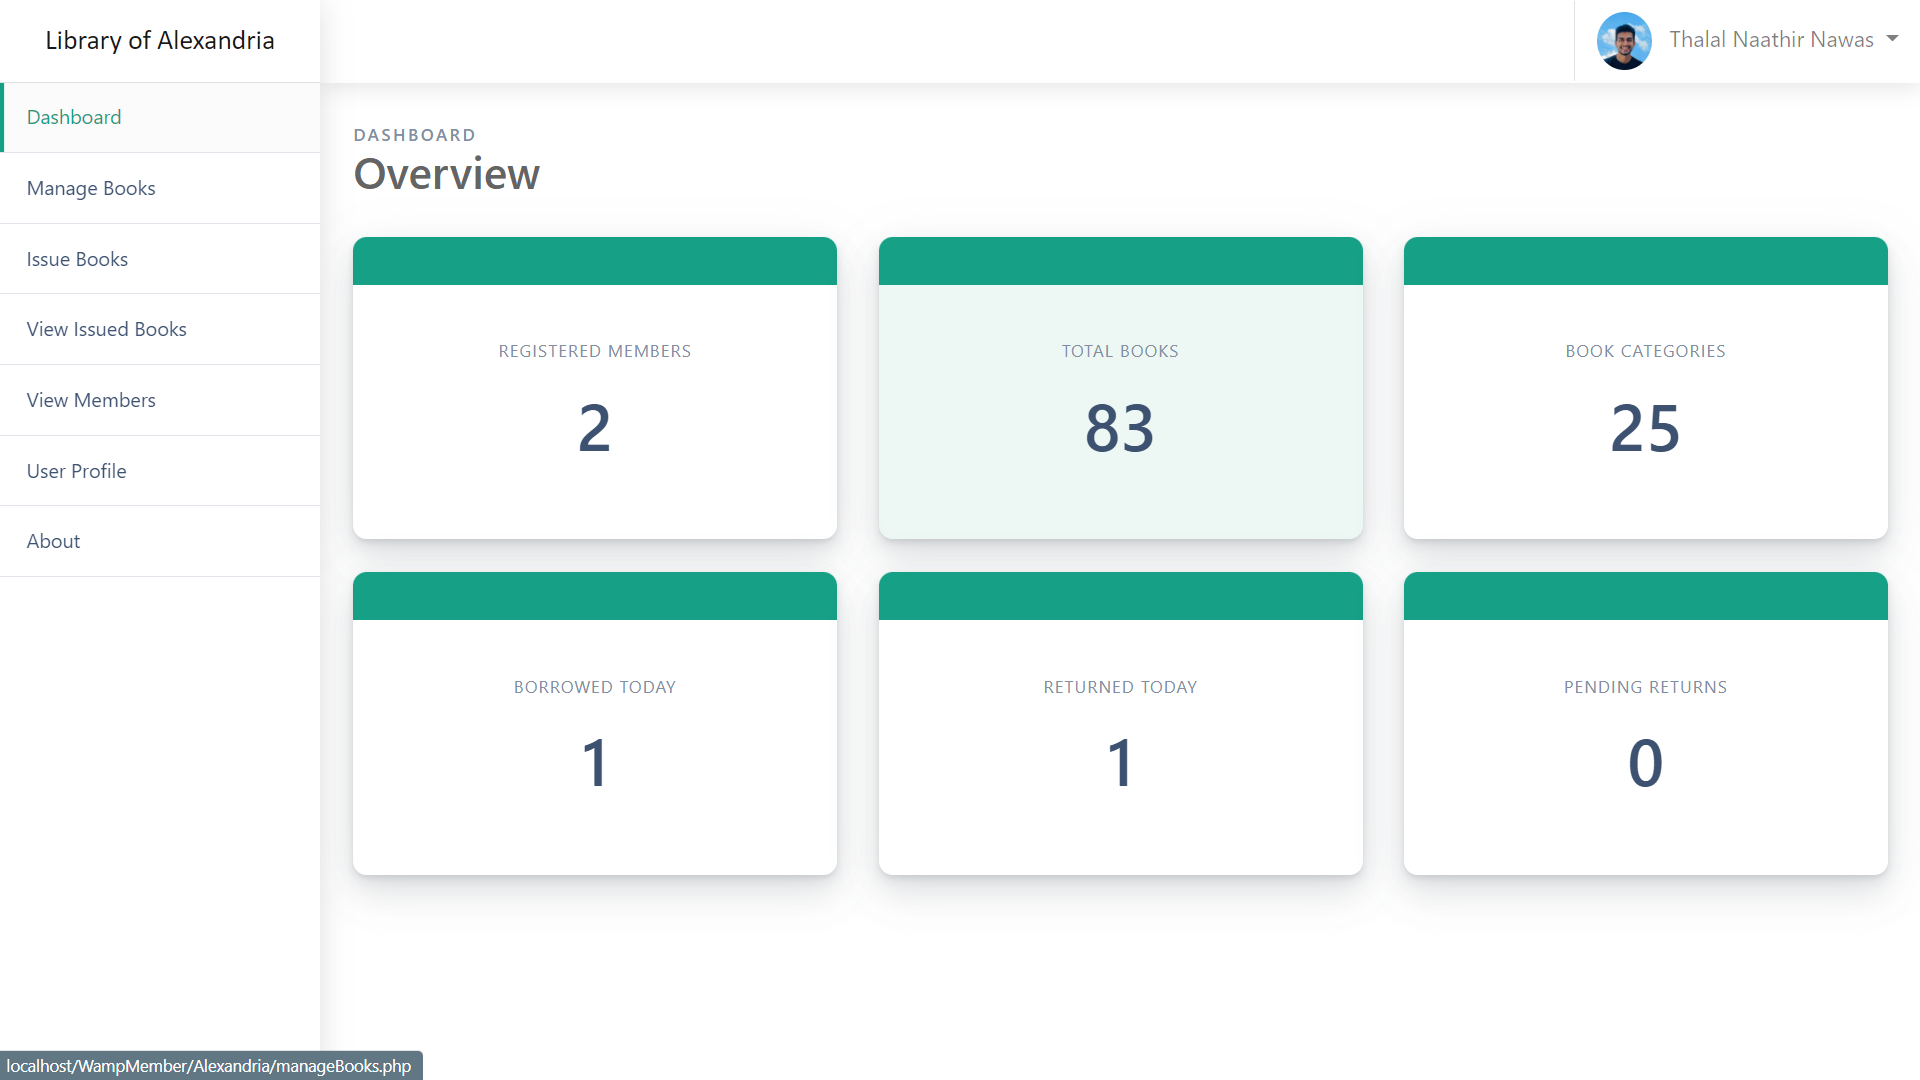 Library of Alexandria
Thalal Naathir Nawas
Dashboard
Manage Books
Issue Books
View Issued Books
View Members
User Profile
About
DASHBOARD
Overview
REGISTERED MEMBERS
2
TOTAL BOOKS
83
BOOK CATEGORIES
25
BORROWED TODAY
1
RETURNED TODAY
1
PENDING RETURNS
0
localhost/WampMember/Alexandria/manageBooks.php